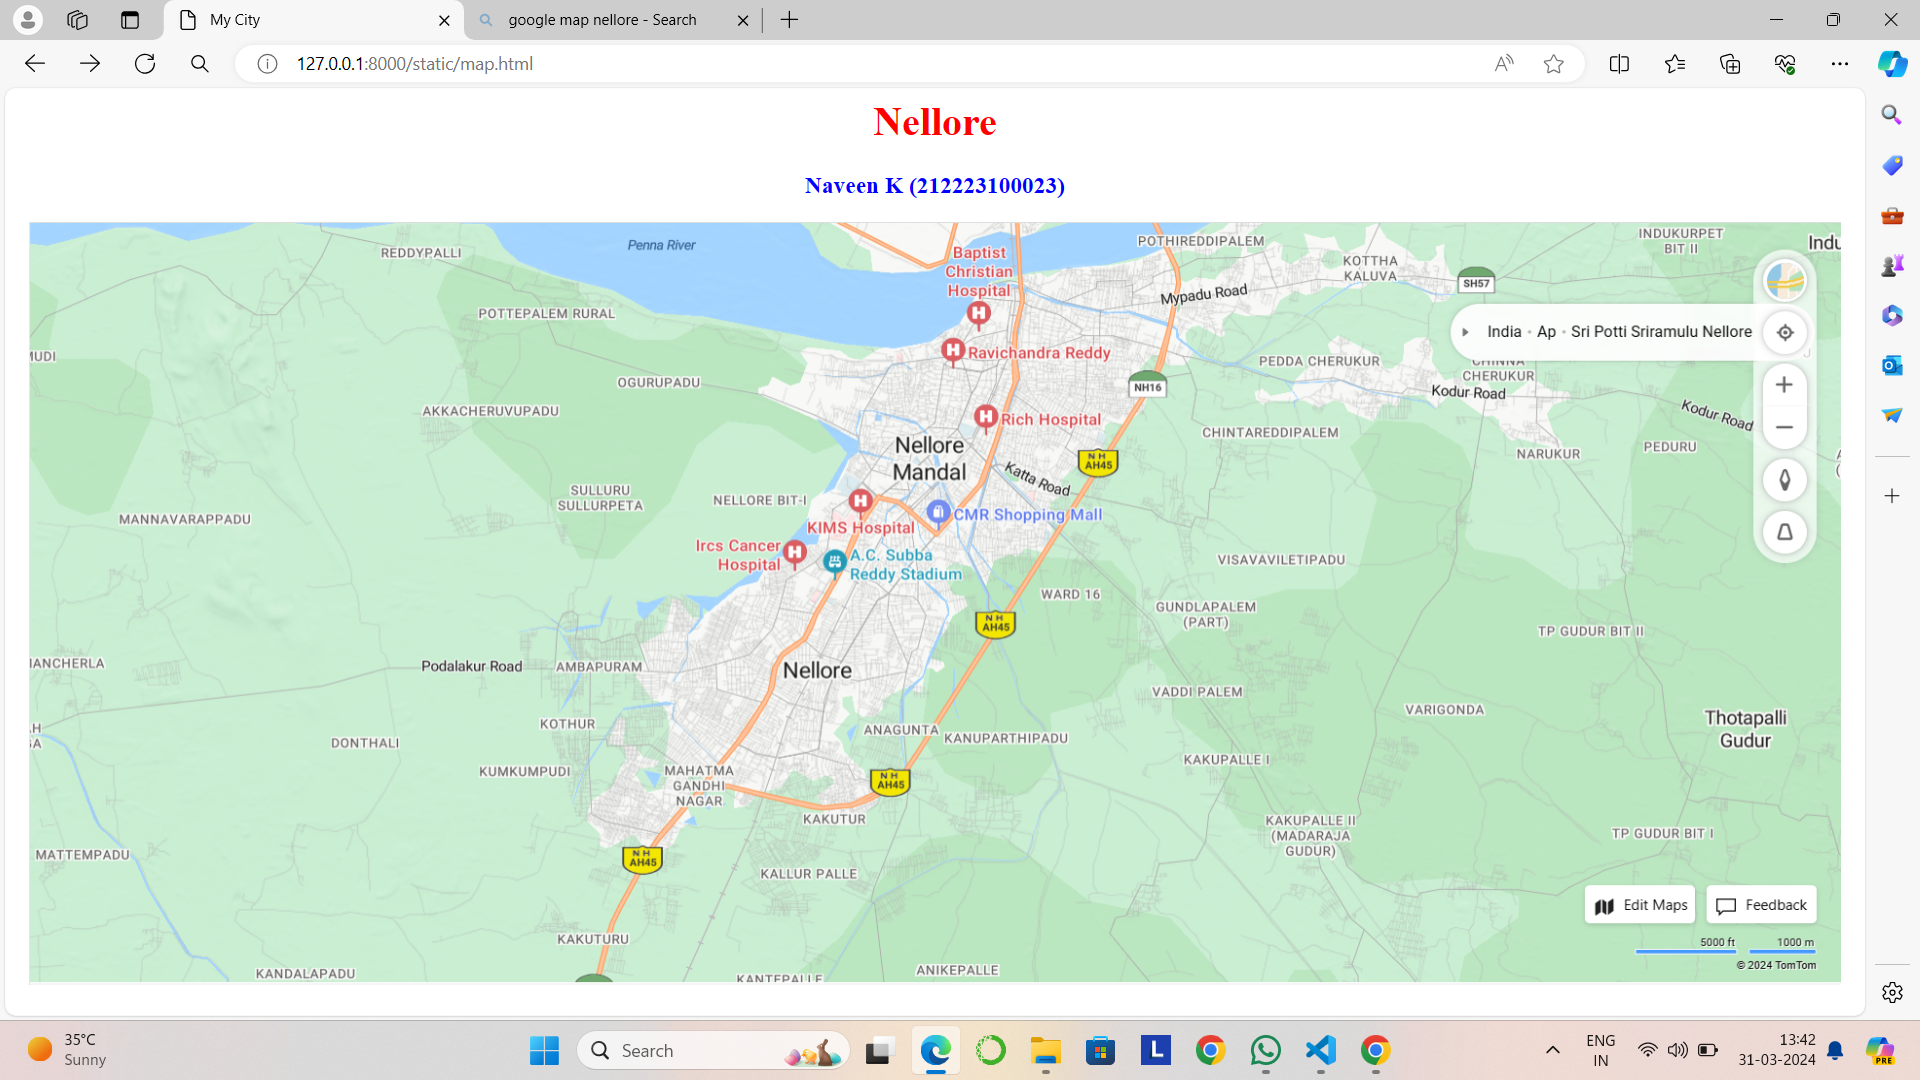 My City
google map nellore - Search
127.0.0.1:8000/static/map.html
Nellore
Naveen K (212223100023)
Penna River
REDDYPALLI
POTHIREDDIPALEM
INDUKURPET
BIT II
Indu
Baptist
Christian
Hospital
KOTTHA
KALUVA
SH57
Mypadu Road
POTTEPALEM RURAL
India • Ap • Sri Potti Sriramulu Nellore
MUDI
Ravichandra Reddy
PEDDA CHERUKUR
CHINNA
CHERUKUR
OGURUPADU
NH16
Kodur Road
Kodur Road
AKKACHERUVUPADU
Rich Hospital
CHINTAREDDIPALEM
PEDURU
NARUKUR
Nellore
Mandal
N H
AH45
Katta Road
SULLURU
SULLURPETA
NELLORE BIT-I
MANNAVARAPPADU
KIMS Hospital
CMR Shopping Mall
Ircs Cancer
Hospital
A.C. Subba
Reddy Stadium
VISAVAVILETIPADU
WARD 16
GUNDLAPALEM
(PART)
N H
AH45
TP GUDUR BIT II
IANCHERLA
Podalakur Road
AMBAPURAM
Nellore
VADDI PALEM
VARIGONDA
Thotapalli
Gudur
KOTHUR
DONTHALI
ANAGUNTA
KANUPARTHIPADU
KAKUPALLE I
KUMKUMPUDI
MAHATMA
GANDHI
NAGAR
N H
AH45
KAKUTUR
KAKUPALLE II
(MADARAJA
GUDUR)
TP GUDUR BIT I
MATTEMPADU
N H
AH45
KALLUR PALLE
Edit Maps
Feedback
KAKUTURU
5000 ft
1000 m
KANDALAPADU
KANTEPALLE
ANIKEPALLE
© 2024 TomTom
35°C
Sunny
Search
L
PRE
ENG
IN
13:42
31-03-2024